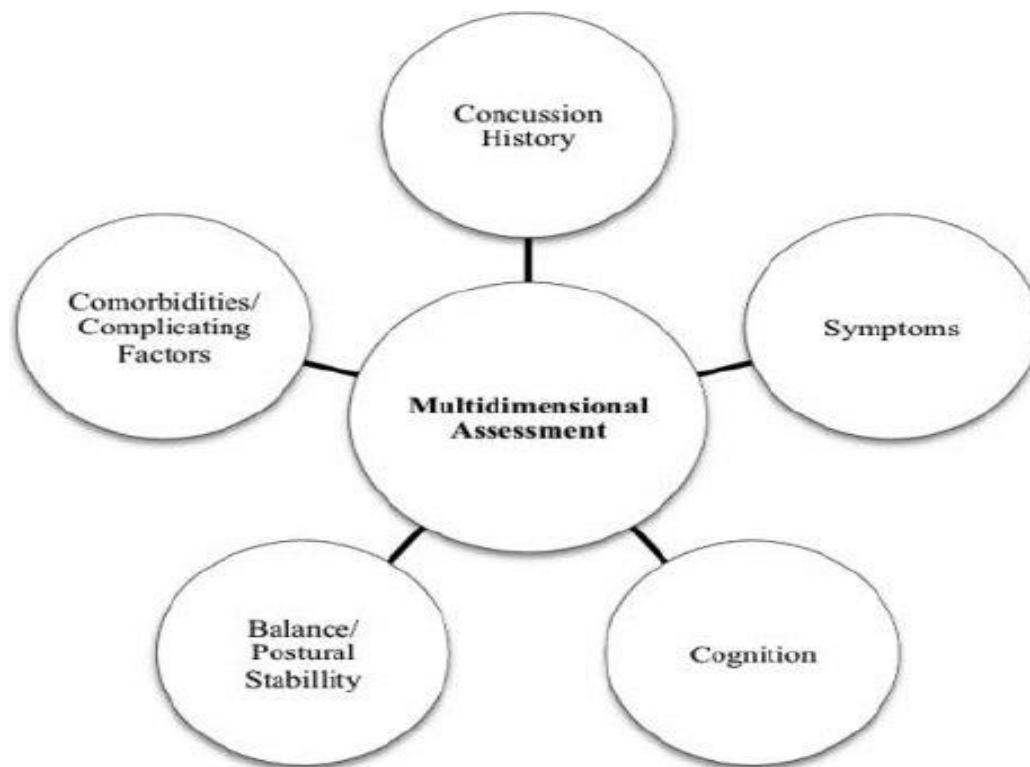 Concussion
History
Comorbidities/
Complicating
Factors
Symptoms
Multidimensional
Assessment
Balance/
Postural
Stabillity
Cognition